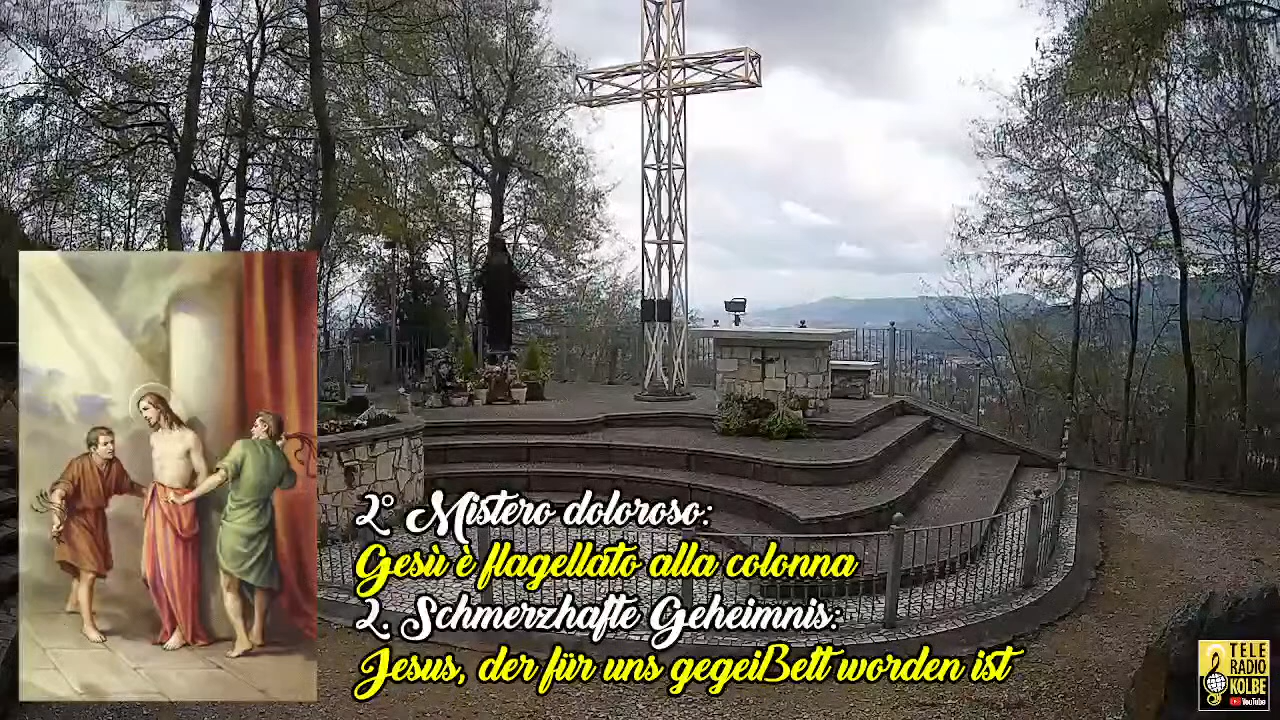 2° Mistero doloroso:
Gesù è flagellato alla colonna
2. Schmerzhafte Geheimnis:
Jesus, der für uns gegeißelt worden ist
TELE
RADIO
KOLBE
YouTube